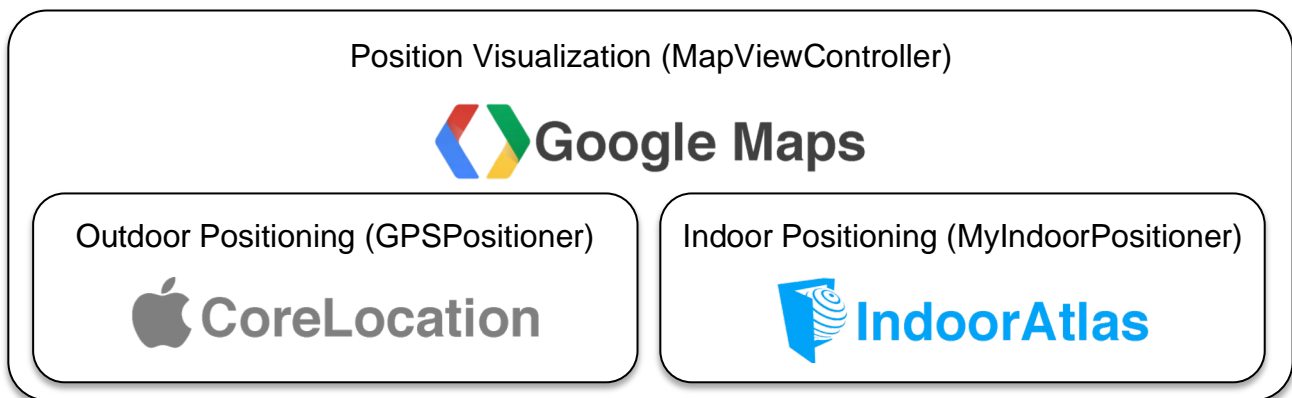 Position Visualization (MapViewController)
Google Maps
Outdoor Positioning (GPSPositioner)
CoreLocation
Indoor Positioning (MyIndoorPositioner)
IndoorAtlas